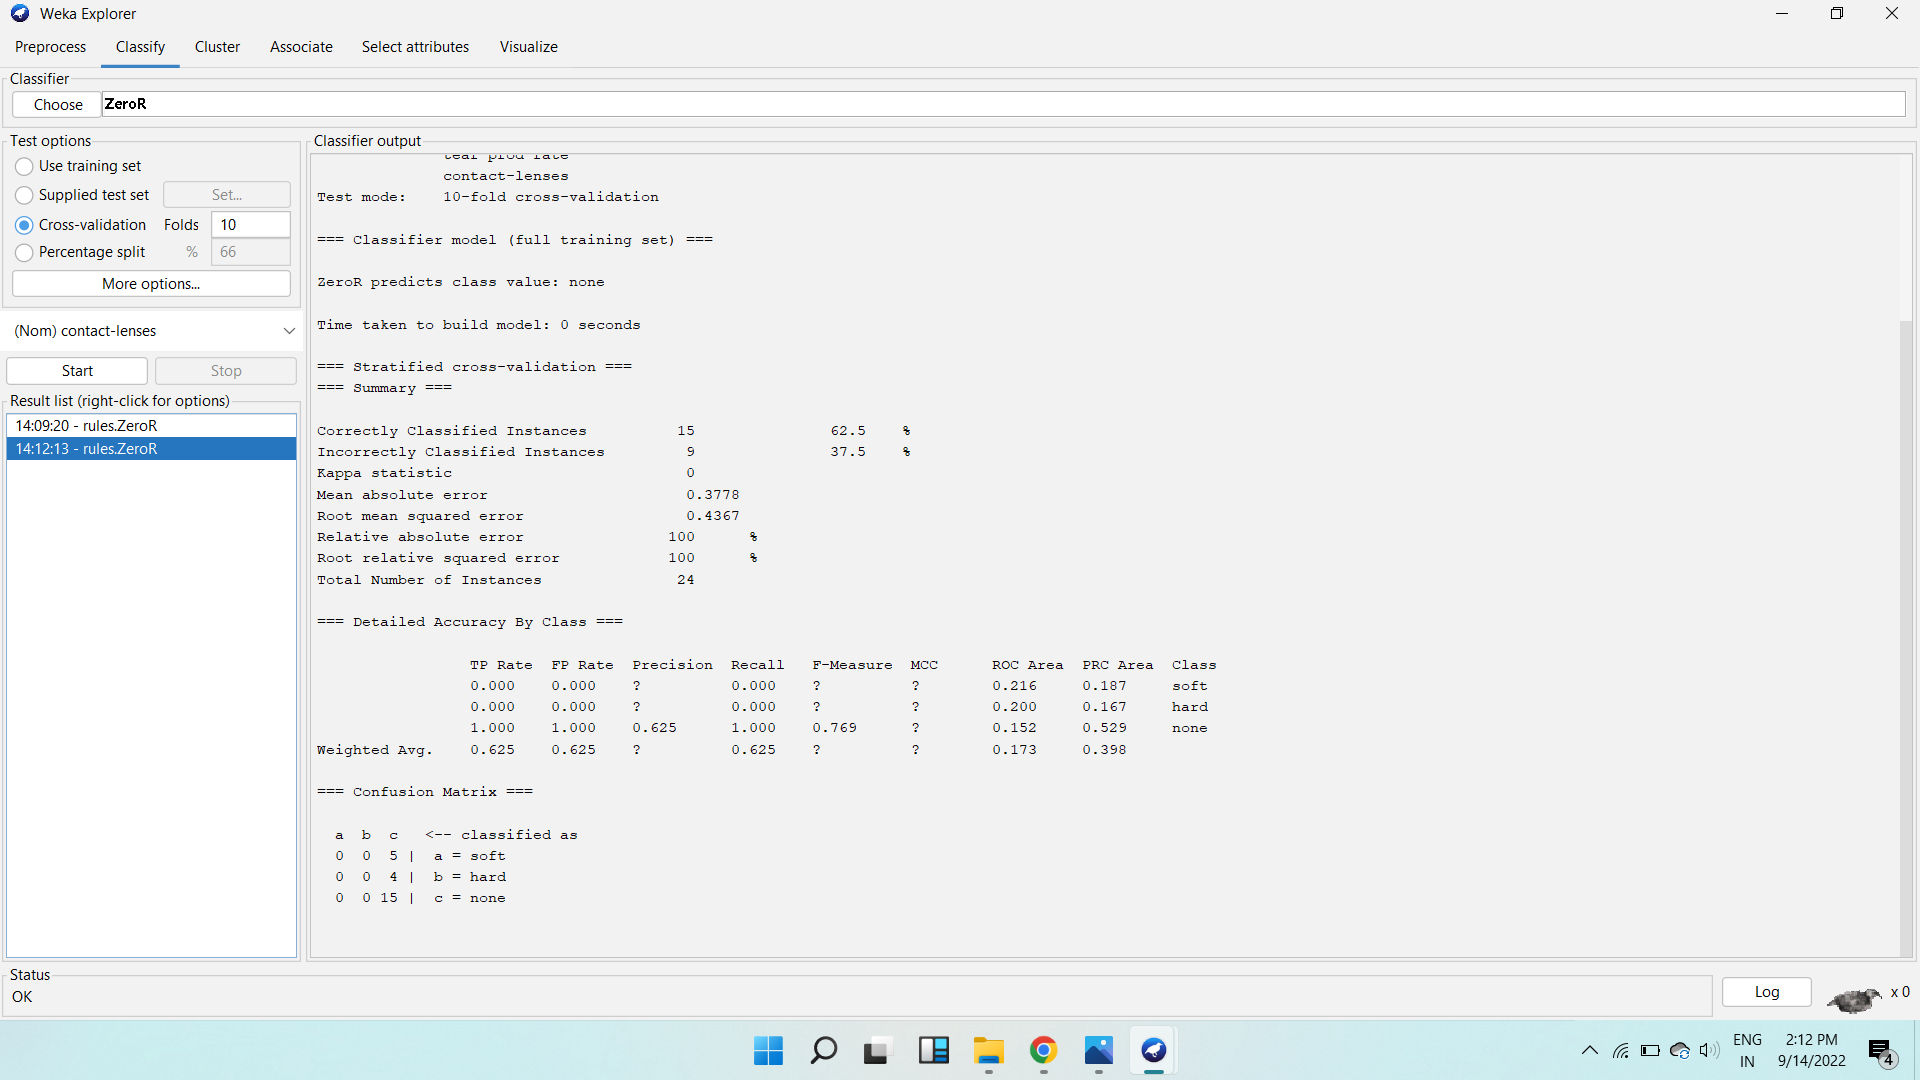 Weka Explorer
Preprocess Classify Cluster Associate Select attributes Visualize
Classifier
Choose ZeroR
Test options
Use training set
Supplied test set Set...
Cross-validation Folds 10
Percentage split % 66
More options...
(Nom) contact-lenses
Start Stop
Result list (right-click for options)
14:09:20 - rules.ZeroR
14:12:13 - rules.ZeroR
Classifier output
tear prod rate
contact-lenses
Test mode: 10-fold cross-validation
=== Classifier model (full training set) ===
ZeroR predicts class value: none
Time taken to build model: 0 seconds
=== Stratified cross-validation ===
=== Summary ===
Correctly Classified Instances 15 62.5 %
Incorrectly Classified Instances 9 37.5 %
Kappa statistic 0
Mean absolute error 0.3778
Root mean squared error 0.4367
Relative absolute error 100 %
Root relative squared error 100 %
Total Number of Instances 24
=== Detailed Accuracy By Class ===
TP Rate FP Rate Precision Recall F-Measure MCC ROC Area PRC Area Class
0.000 0.000 ? 0.000 ? ? 0.216 0.187 soft
0.000 0.000 ? 0.000 ? ? 0.200 0.167 hard
1.000 1.000 0.625 1.000 0.769 ? 0.152 0.529 none
Weighted Avg. 0.625 0.625 ? 0.625 ? ? 0.173 0.398
=== Confusion Matrix ===
a b c <-- classified as
0 0 5 | a = soft
0 0 4 | b = hard
0 0 15 | c = none
Status
OK
Log x 0
ENG 2:12 PM
IN 9/14/2022 4